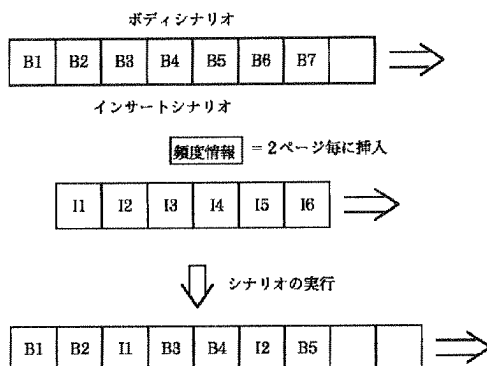 ボディシナリオ
B1 B2 B3 B4 B5 B6 B7
インサートシナリオ
頻度情報 = 2ページ毎に挿入
I1 I2 I3 I4 I5 I6
シナリオの実行
B1 B2 I1 B3 B4 I2 B5